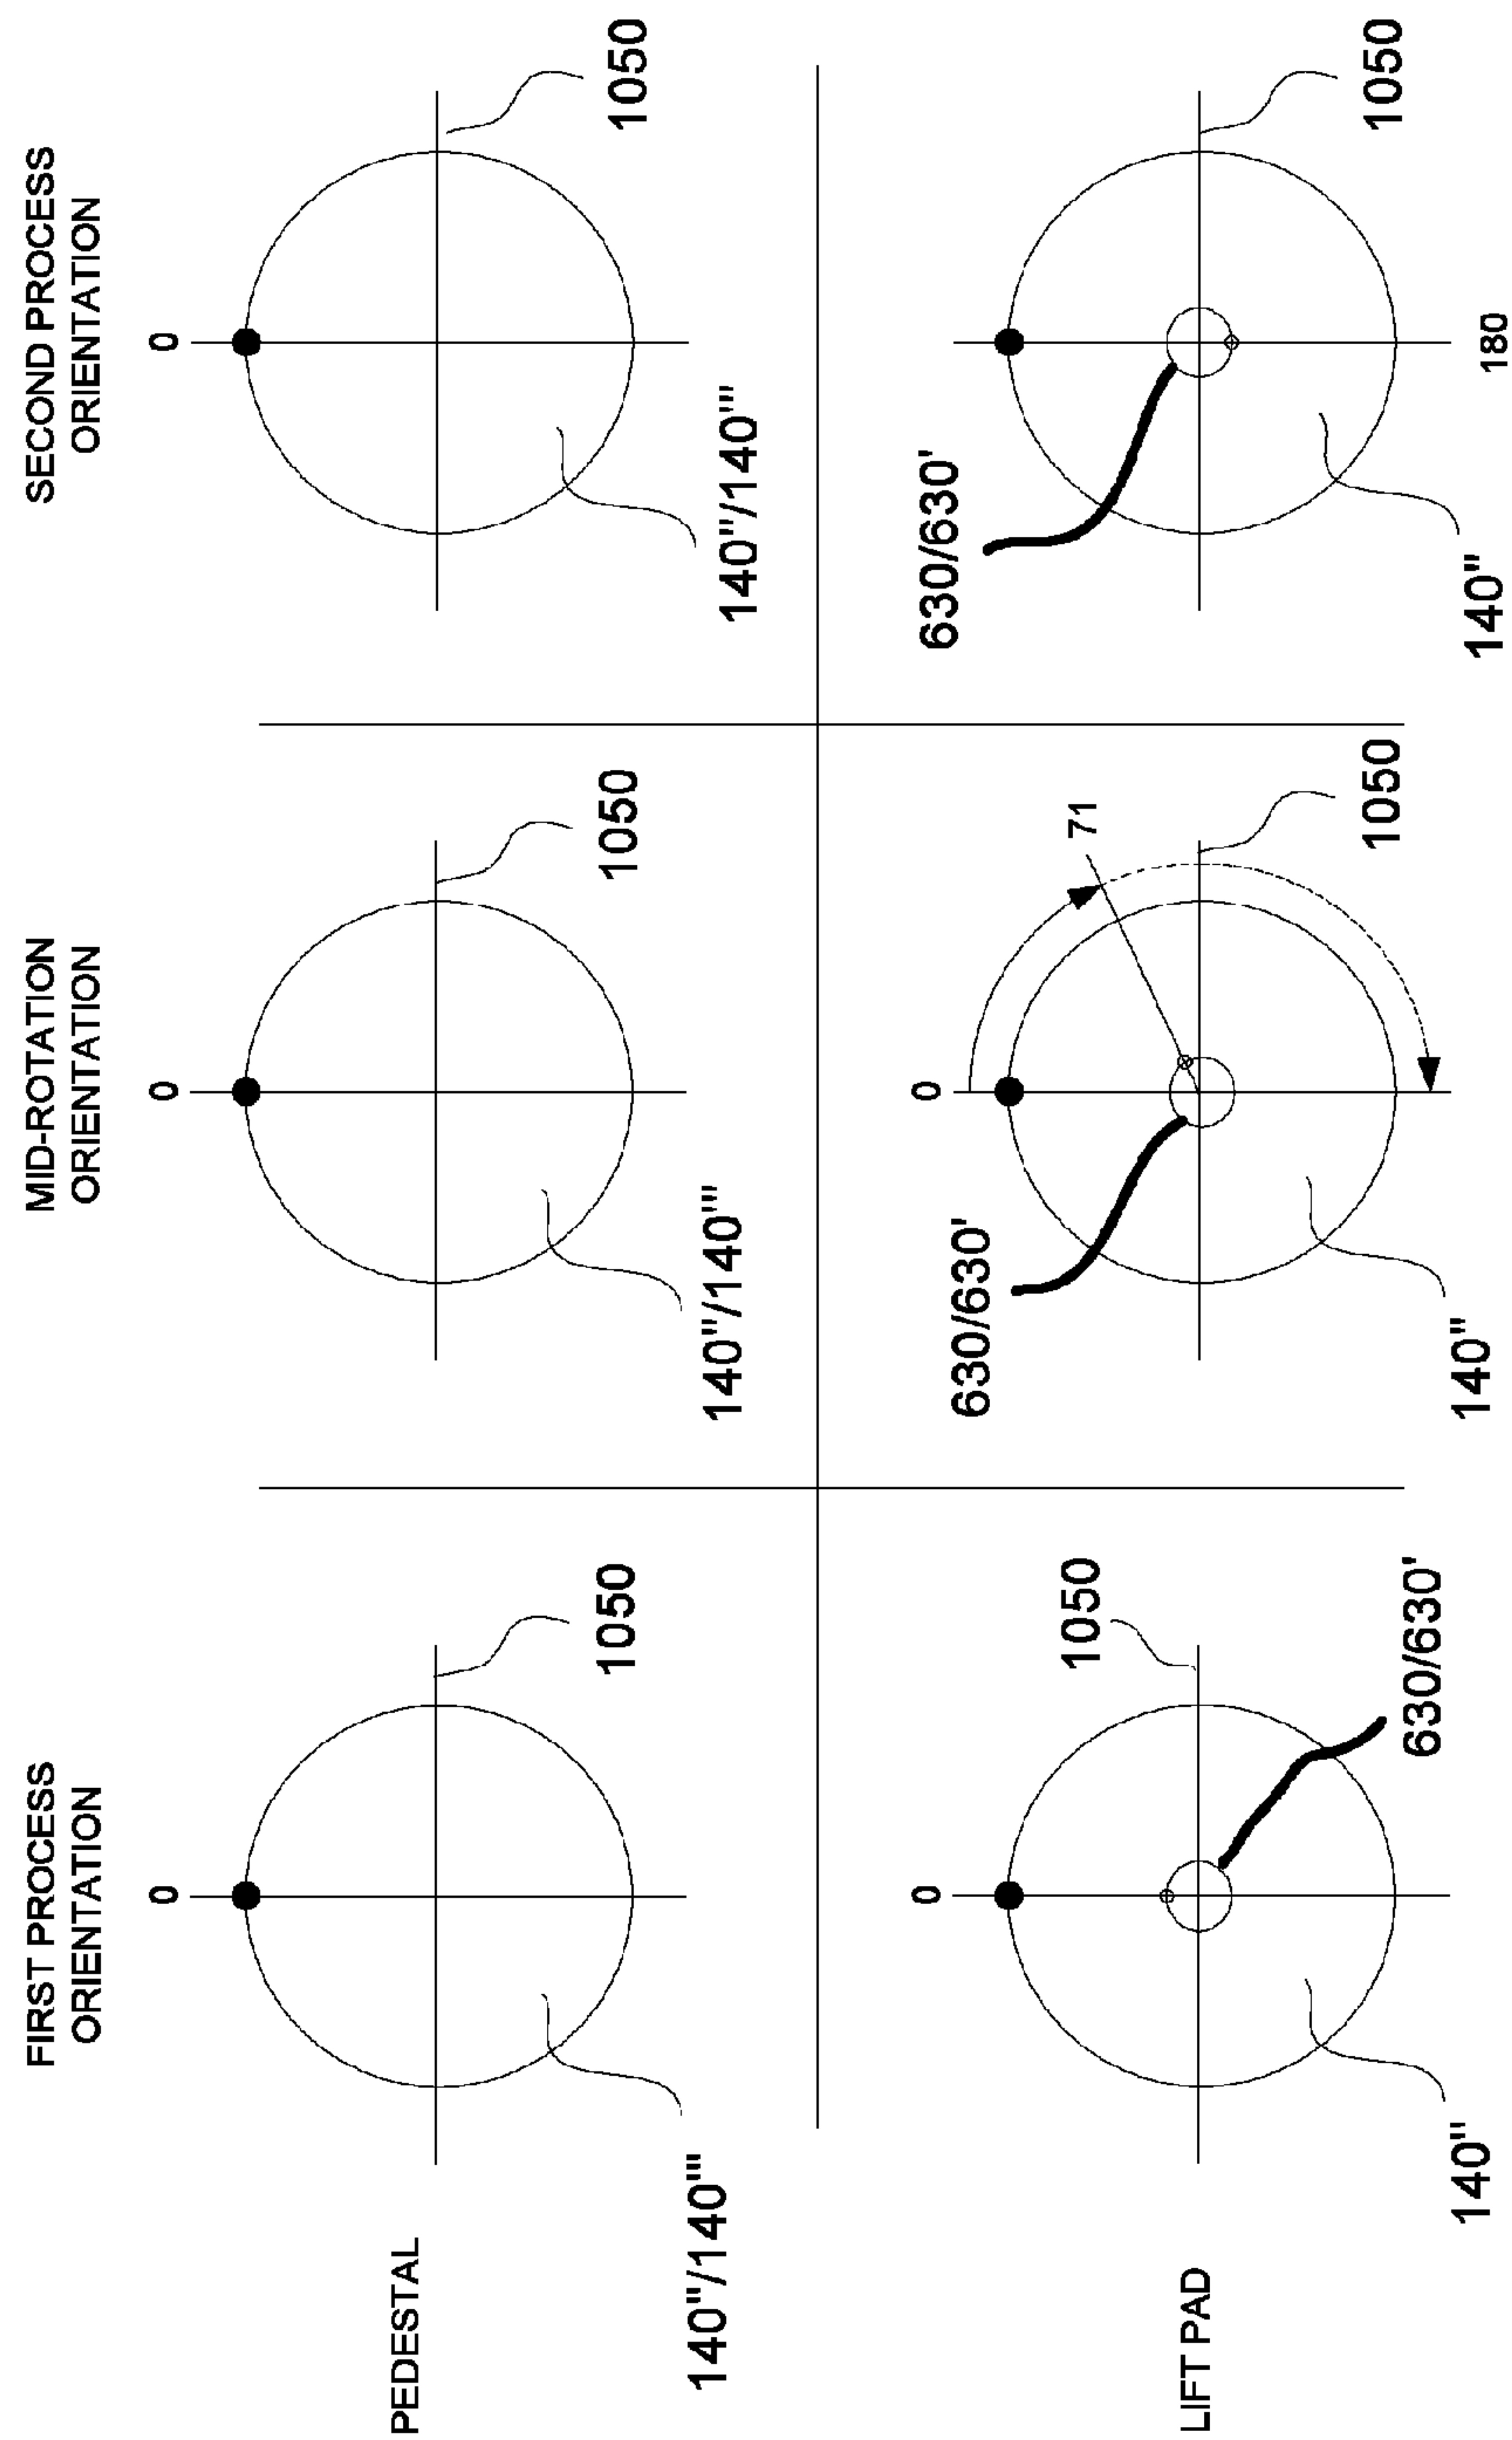 FIRST PROCESS
ORIENTATION
MID-ROTATION
ORIENTATION
SECOND PROCESS
ORIENTATION
0
0
0
PEDESTAL
1050
1050
1050
140"/140'"
140"/140'"
140"/140'"
0
0
630/630'
630/630'
1050
71
LIFT PAD
1050
1050
630/630'
140"
140"
140"
180